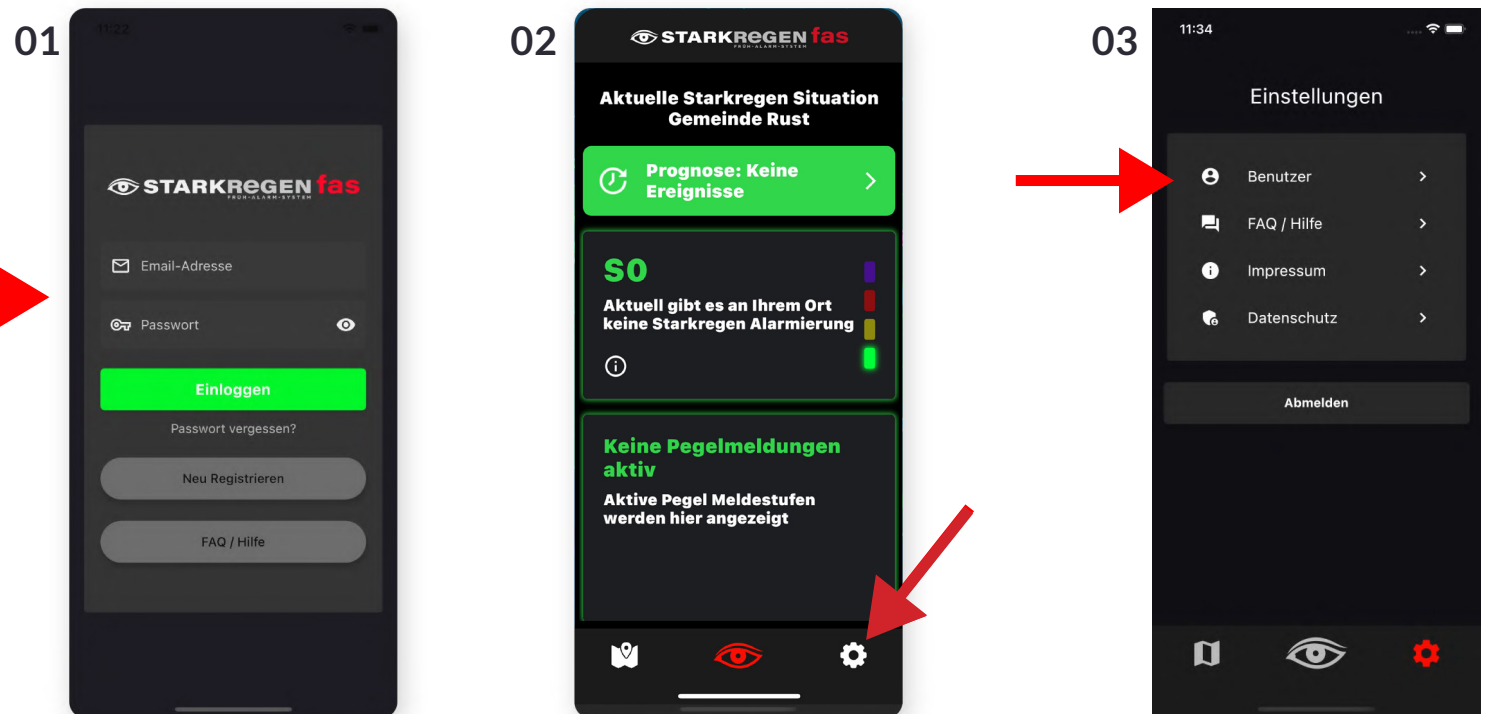 01
11:22
STARKREGEN fas
FRÜH-ALARM-SYSTEM
Email-Adresse
Passwort
Einloggen
Passwort vergessen?
Neu Registrieren
FAQ / Hilfe
02
STARKREGEN fas
FRÜH-ALARM-SYSTEM
Aktuelle Starkregen Situation
Gemeinde Rust
Prognose: Keine
Ereignisse
S0
Aktuell gibt es an Ihrem Ort
keine Starkregen Alarmierung
Keine Pegelmeldungen
aktiv
Aktive Pegel Meldestufen
werden hier angezeigt
03
11:34
Einstellungen
Benutzer
FAQ / Hilfe
Impressum
Datenschutz
Abmelden